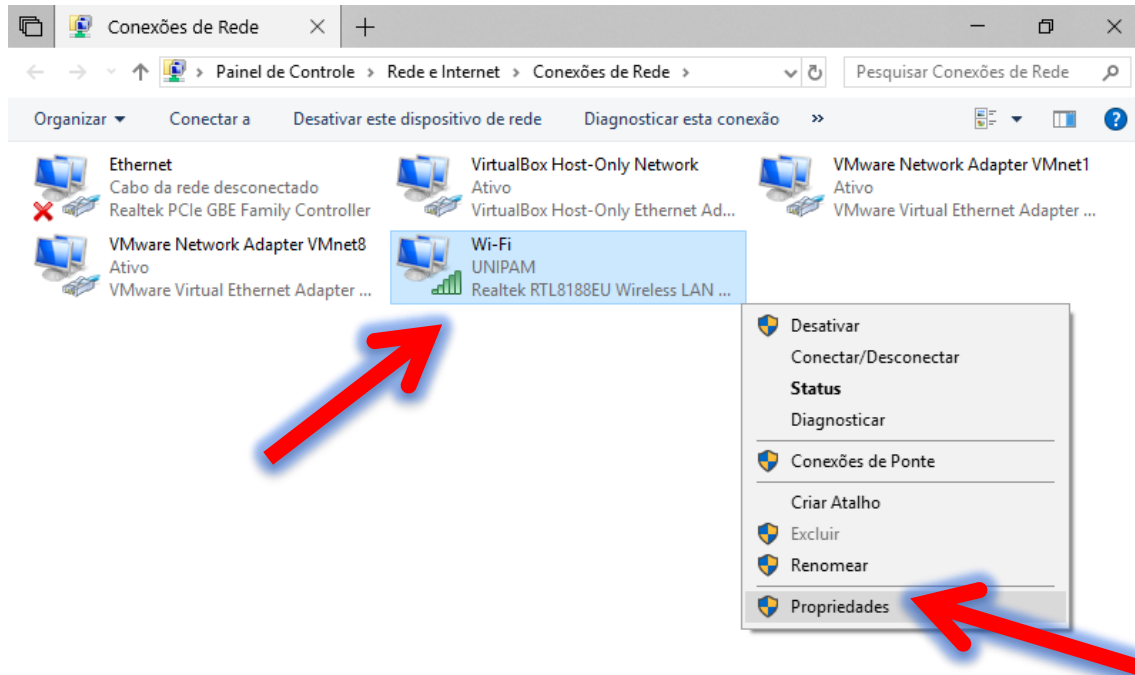 Conexões de Rede
Painel de Controle > Rede e Internet > Conexões de Rede >
Pesquisar Conexões de Rede
Organizar Conectar a Desativar este dispositivo de rede Diagnosticar esta conexão »
Ethernet
Cabo da rede desconectado
Realtek PCIe GBE Family Controller
VirtualBox Host-Only Network
Ativo
VirtualBox Host-Only Ethernet Ad...
VMware Network Adapter VMnet1
Ativo
VMware Virtual Ethernet Adapter ...
VMware Network Adapter VMnet8
Ativo
VMware Virtual Ethernet Adapter ...
Wi-Fi
UNIPAM
Realtek RTL8188EU Wireless LAN ...
Desativar
Conectar/Desconectar
Status
Diagnosticar
Conexões de Ponte
Criar Atalho
Excluir
Renomear
Propriedades